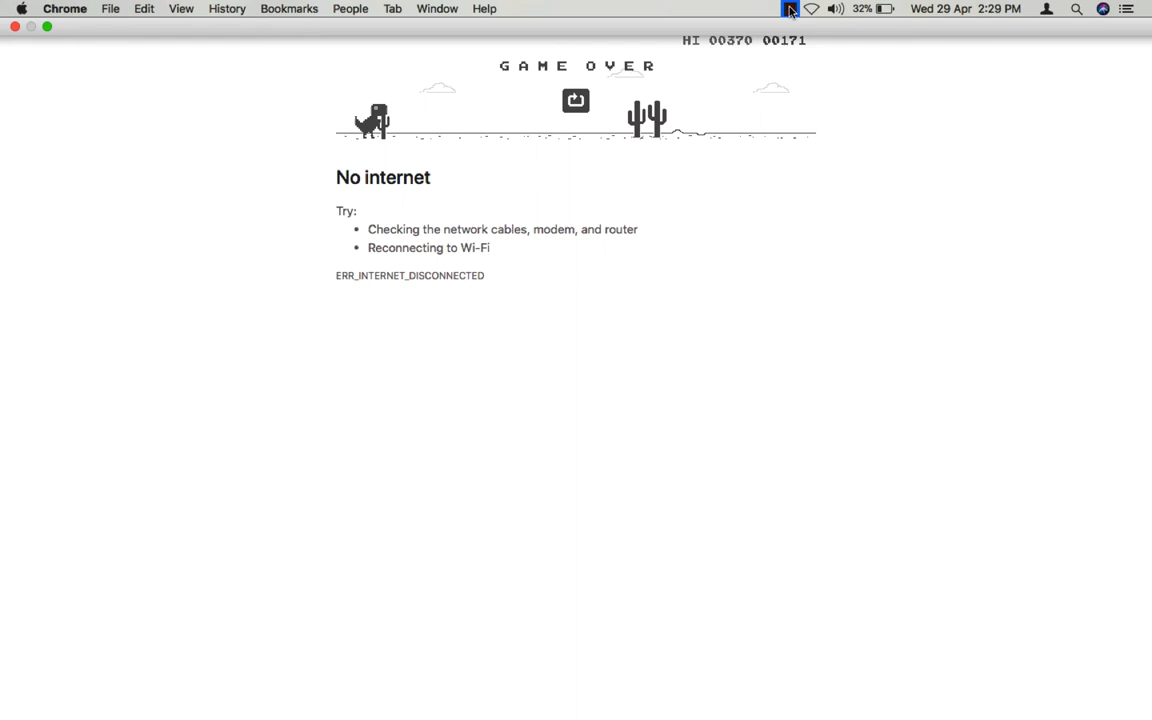 Chrome File Edit View History Bookmarks People Tab Window Help 32% Wed 29 Apr 2:29 PM
HI 00370 00171
GAME OVER
No internet
Try:
• Checking the network cables, modem, and router
• Reconnecting to Wi-Fi
ERR_INTERNET_DISCONNECTED